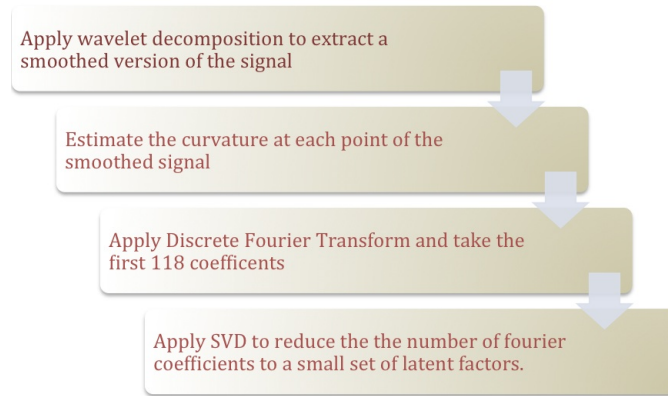 Apply wavelet decomposition to extract a
smoothed version of the signal
Estimate the curvature at each point of the
smoothed signal
Apply Discrete Fourier Transform and take the
first 118 coefficents
Apply SVD to reduce the the number of fourier
coefficients to a small set of latent factors.